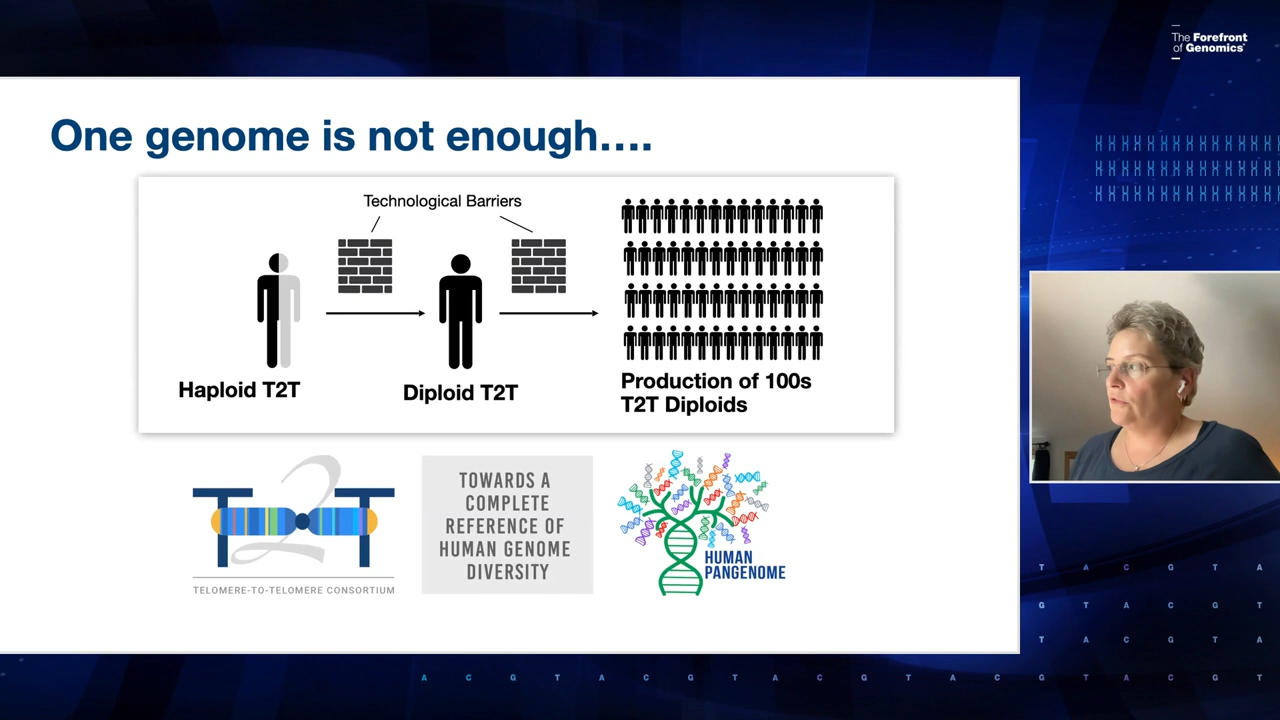 The Forefront
of Genomics®
One genome is not enough....
Technological Barriers
Haploid T2T
Diploid T2T
Production of 100s
T2T Diploids
T2T
TELOMERE-TO-TELOMERE CONSORTIUM
TOWARDS A
COMPLETE
REFERENCE OF
HUMAN GENOME
DIVERSITY
HUMAN
PANGENOME
T A C G T A
G T A C G T
T A C G T A
A C G T A C G T A C G T A C G T A C G T